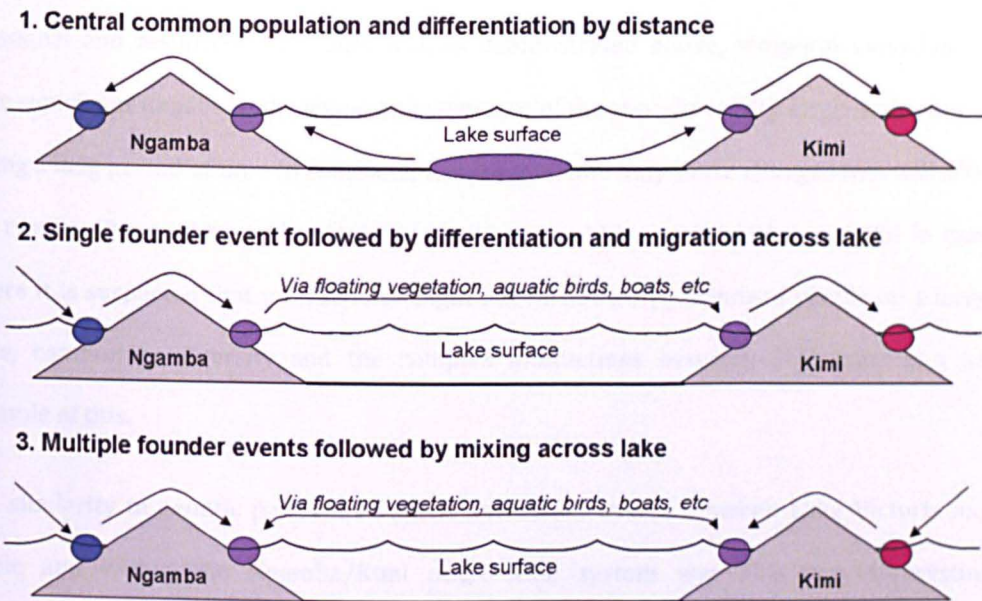 1. Central common population and differentiation by distance
Lake surface
Ngamba
Kimi
2. Single founder event followed by differentiation and migration across lake
Via floating vegetation, aquatic birds, boats, etc
Lake surface
Ngamba
Kimi
3. Multiple founder events followed by mixing across lake
Via floating vegetation, aquatic birds, boats, etc
Lake surface
Ngamba
Kimi